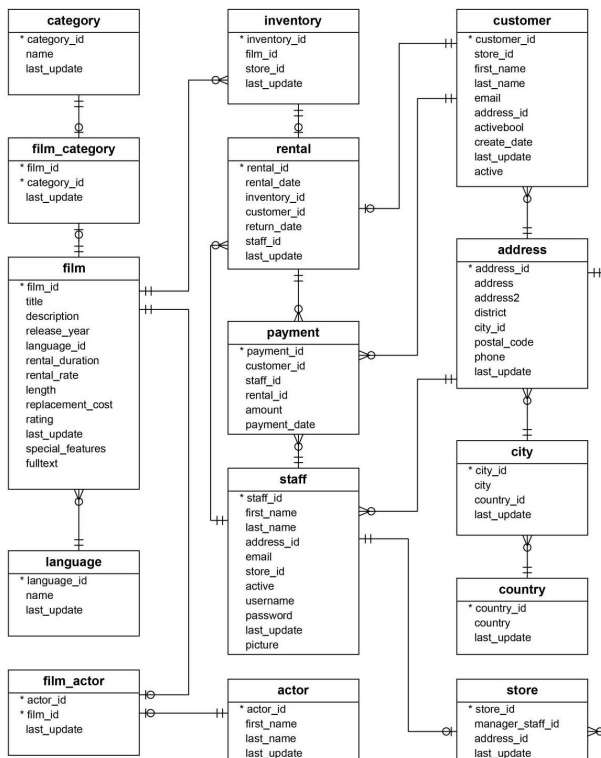 category
* category_id
name
last_update
film_category
* film_id
* category_id
last_update
film
* film_id
title
description
release_year
language_id
rental_duration
rental_rate
length
replacement_cost
rating
last_update
special_features
fulltext
language
* language_id
name
last_update
film_actor
* actor_id
* film_id
last_update
inventory
* inventory_id
film_id
store_id
last_update
rental
* rental_id
rental_date
inventory_id
customer_id
return_date
staff_id
last_update
payment
* payment_id
customer_id
staff_id
rental_id
amount
payment_date
staff
* staff_id
first_name
last_name
address_id
email
store_id
active
username
password
last_update
picture
actor
* actor_id
first_name
last_name
last_update
customer
* customer_id
store_id
first_name
last_name
email
address_id
activebool
create_date
last_update
active
address
* address_id
address
address2
district
city_id
postal_code
phone
last_update
city
* city_id
city
country_id
last_update
country
* country_id
country
last_update
store
* store_id
manager_staff_id
address_id
last_update